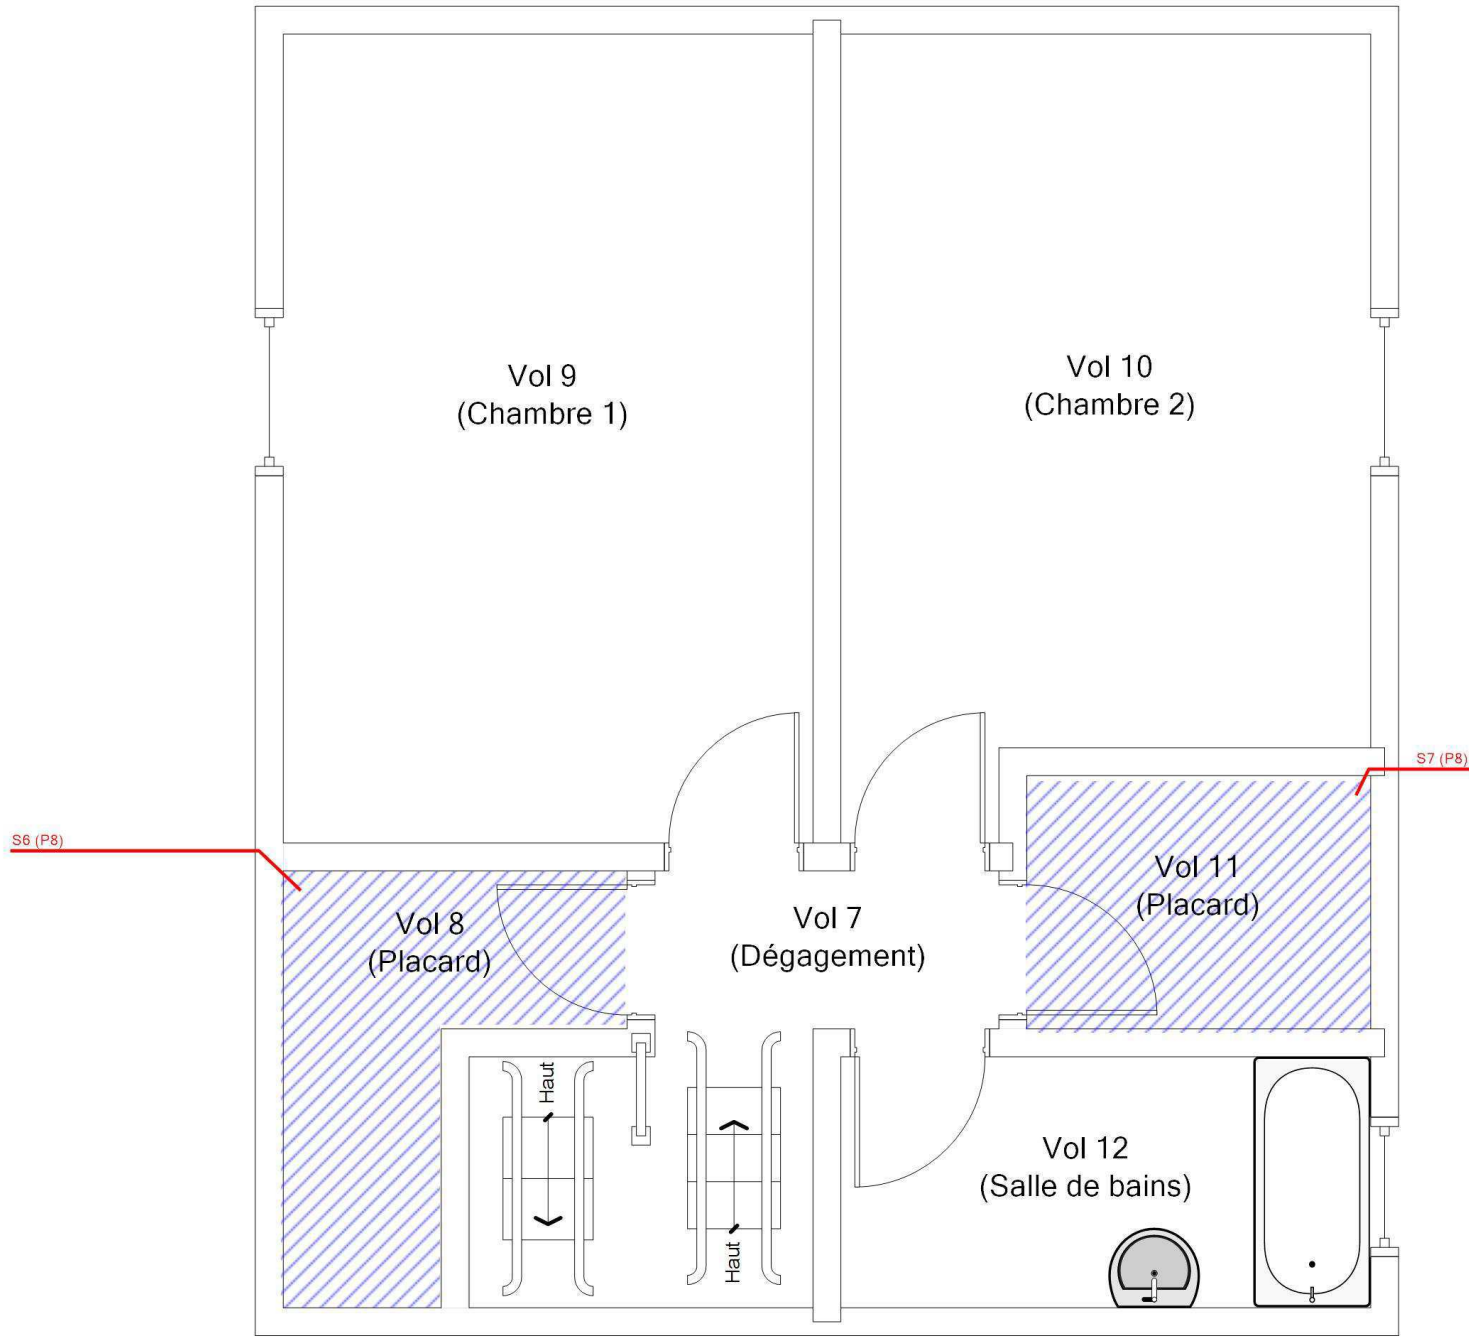 Vol 9
(Chambre 1)
Vol 10
(Chambre 2)
S7 (P8)
S6 (P8)
Vol 8
(Placard)
Vol 7
(Dégagement)
Vol 11
(Placard)
Haut
Haut
Vol 12
(Salle de bains)